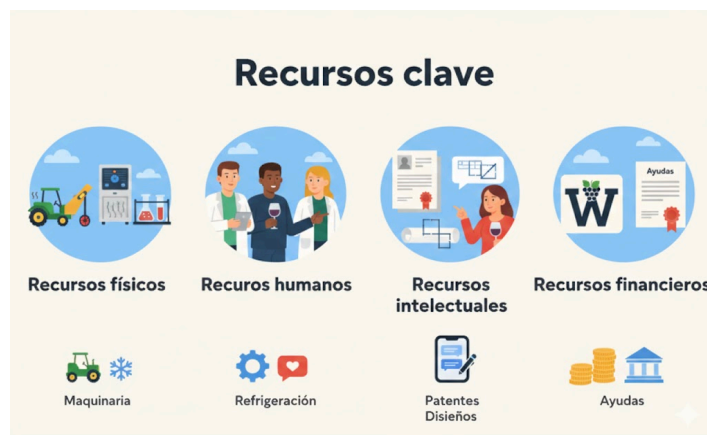 Recursos clave
Ayudas
W
Recursos físicos
Recuros humanos
Recursos
intelectuales
Recursos financieros
Maquinaria
Refrigeración
Patentes
Disieños
Ayudas